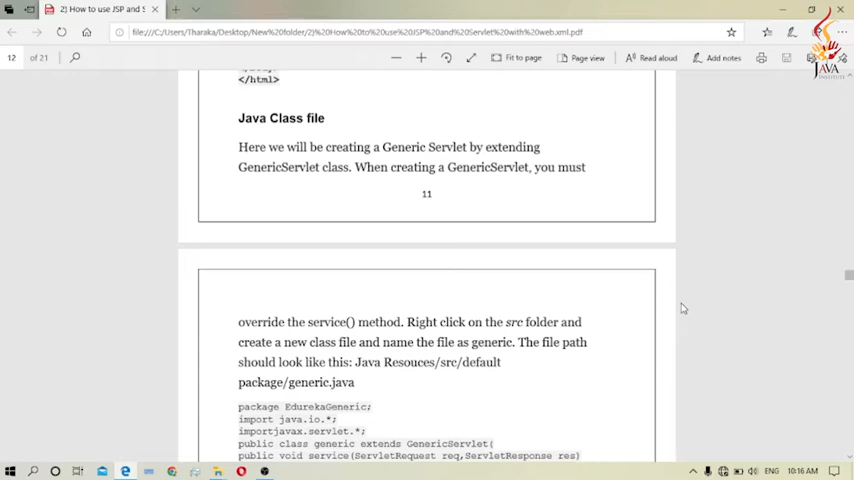 2) How to use JSP and S
file:///C:/Users/Tharaka/Desktop/New%20folder/2)%20How%20to%20use%20JSP%20and%20Servlet%20with%20web.xml.pdf
12 of 21
Fit to page
Page view
Read aloud
Add notes
JAVA
INSTITUTE
</html>
Java Class file
Here we will be creating a Generic Servlet by extending
GenericServlet class. When creating a GenericServlet, you must
11
override the service() method. Right click on the src folder and
create a new class file and name the file as generic. The file path
should look like this: Java Resouces/src/default
package/generic.java
package EdurekaGeneric;
import java.io.*;
importjavax.servlet.*;
public class generic extends GenericServlet{
public void service(ServletRequest req,ServletResponse res)
ENG
10:16 AM